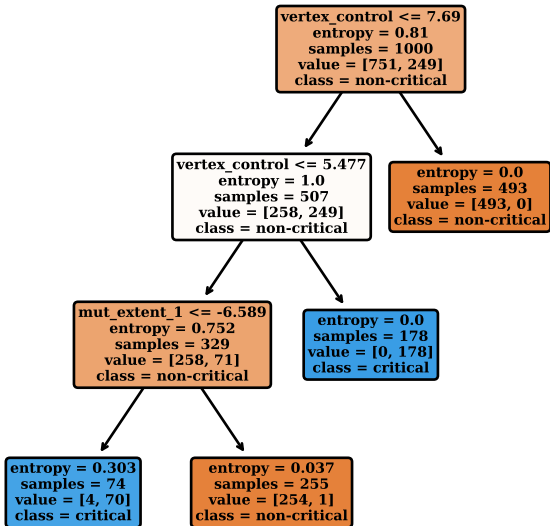 vertex_control <= 7.69
entropy = 0.81
samples = 1000
value = [751, 249]
class = non-critical
vertex_control <= 5.477
entropy = 1.0
samples = 507
value = [258, 249]
class = non-critical
entropy = 0.0
samples = 493
value = [493, 0]
class = non-critical
mut_extent_1 <= -6.589
entropy = 0.752
samples = 329
value = [258, 71]
class = non-critical
entropy = 0.0
samples = 178
value = [0, 178]
class = critical
entropy = 0.303
samples = 74
value = [4, 70]
class = critical
entropy = 0.037
samples = 255
value = [254, 1]
class = non-critical